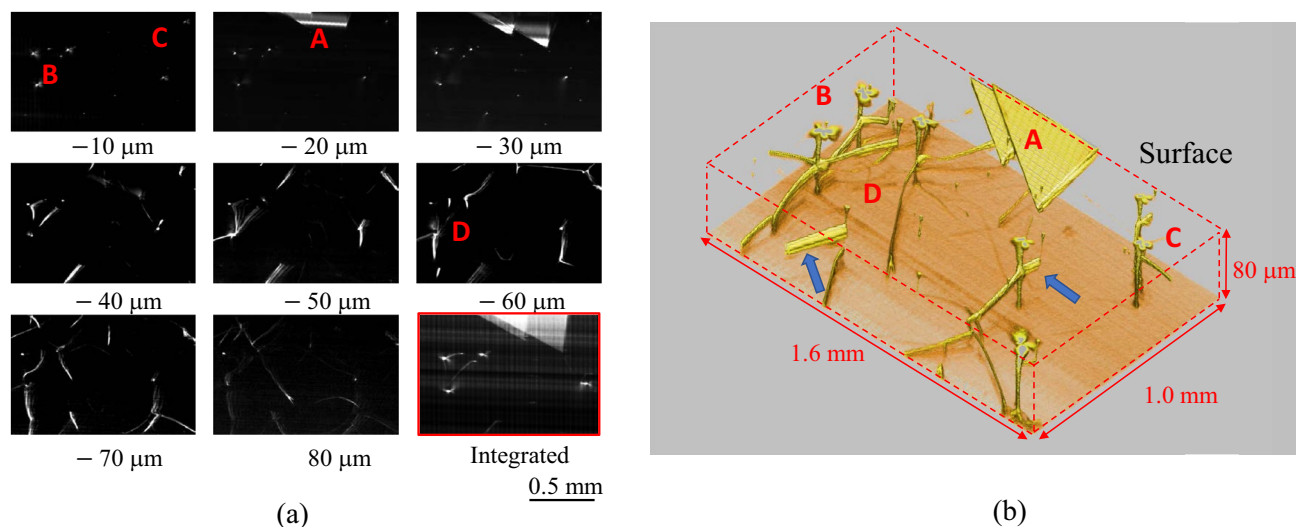 C
B
A
− 10 μm
− 20 μm
− 30 μm
D
− 40 μm
− 50 μm
− 60 μm
− 70 μm
80 μm
Integrated
0.5 mm
(a)
B
A
Surface
D
C
80 μm
1.6 mm
1.0 mm
(b)